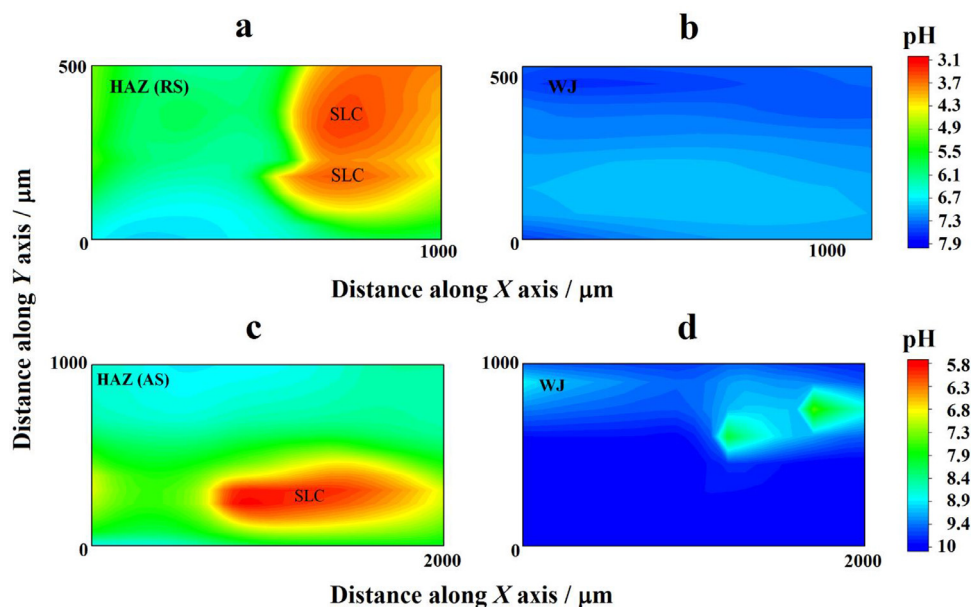 a
b
pH
500
HAZ (RS)
SLC
SLC
0
1000
500
WJ
0
1000
3.1
3.7
4.3
4.9
5.5
6.1
6.7
7.3
7.9
Distance along X axis / μm
Distance along Y axis / μm
c
d
pH
1000
HAZ (AS)
SLC
0
2000
1000
WJ
0
2000
5.8
6.3
6.8
7.3
7.9
8.4
8.9
9.4
10
Distance along X axis / μm